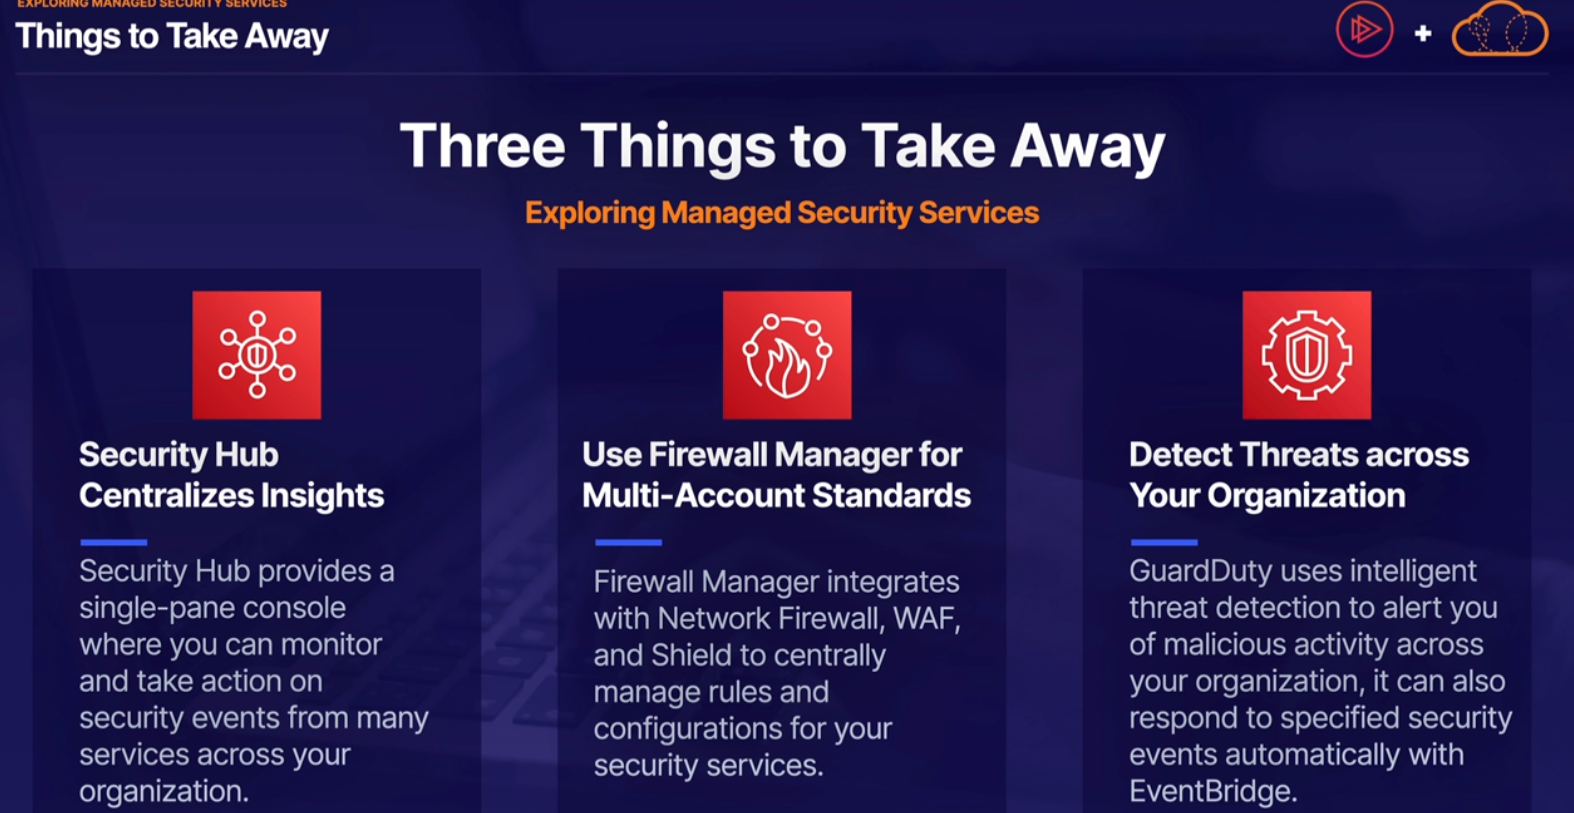 EXPLORING MANAGED SECURITY SERVICES
Things to Take Away
+
Three Things to Take Away
Exploring Managed Security Services
Security Hub
Centralizes Insights
Security Hub provides a
single-pane console
where you can monitor
and take action on
security events from many
services across your
organization.
Use Firewall Manager for
Multi-Account Standards
Firewall Manager integrates
with Network Firewall, WAF,
and Shield to centrally
manage rules and
configurations for your
security services.
Detect Threats across
Your Organization
GuardDuty uses intelligent
threat detection to alert you
of malicious activity across
your organization, it can also
respond to specified security
events automatically with
EventBridge.